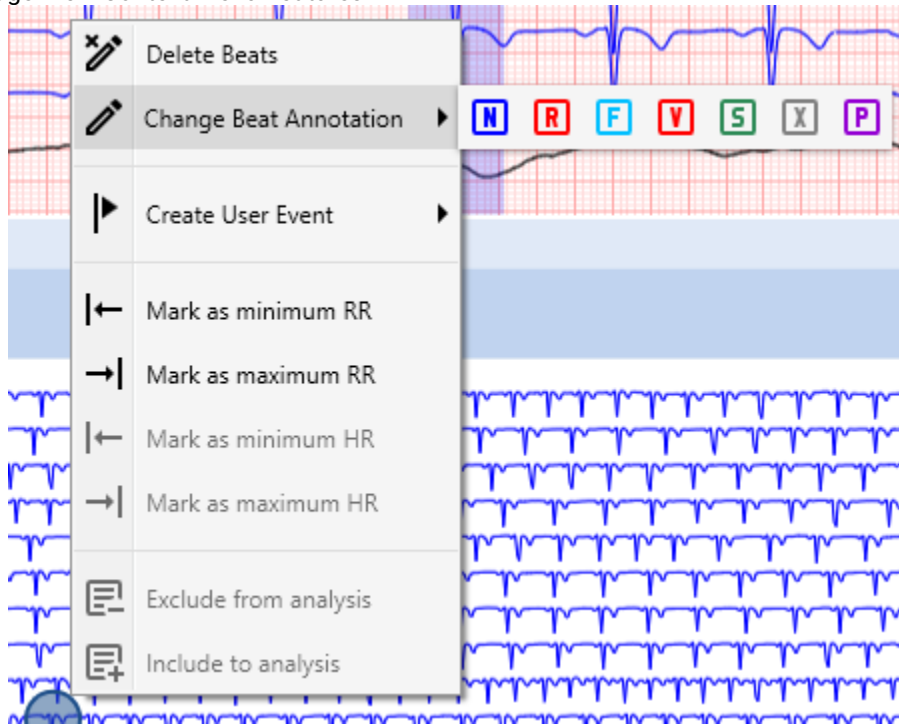 Delete Beats
Change Beat Annotation N R F V S X P
Create User Event
Mark as minimum RR
Mark as maximum RR
Mark as minimum HR
Mark as maximum HR
Exclude from analysis
Include to analysis